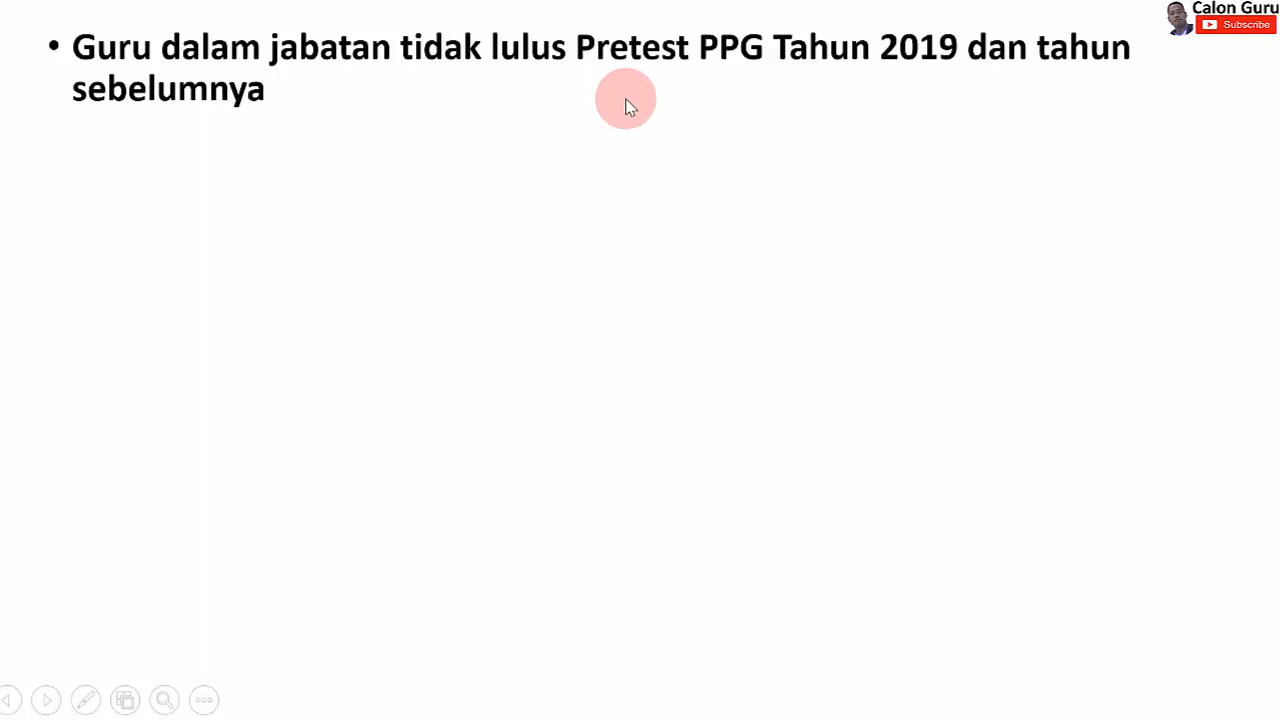 Calon Guru
Subscribe
• Guru dalam jabatan tidak lulus Pretest PPG Tahun 2019 dan tahun
sebelumnya